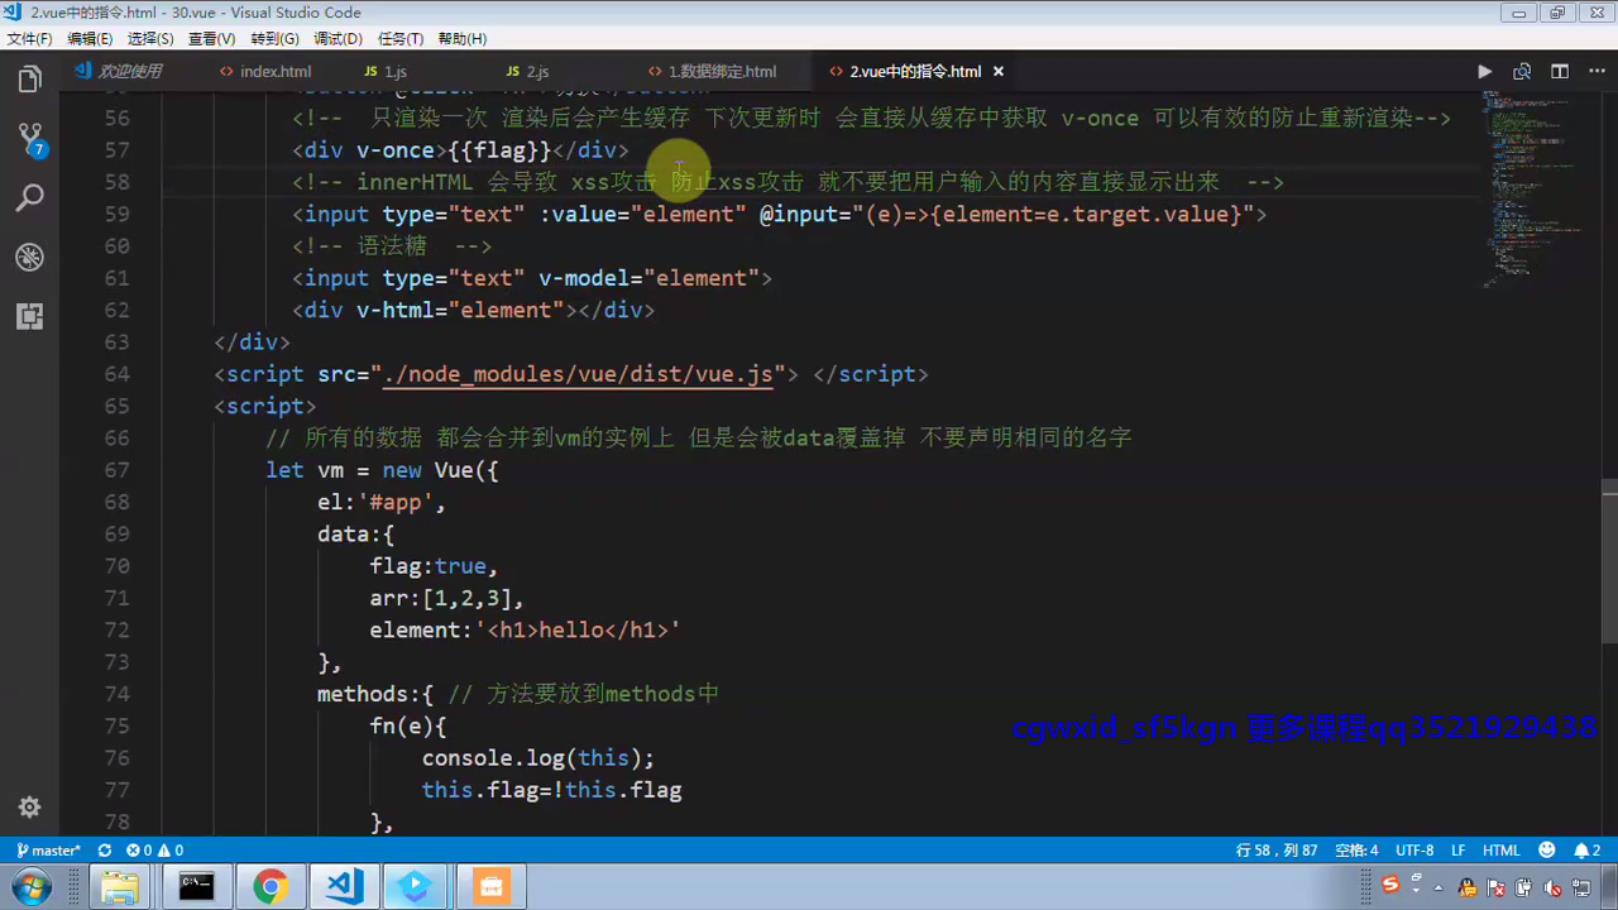 2.vue中的指令.html - 30.vue - Visual Studio Code
文件(F) 编辑(E) 选择(S) 查看(V) 转到(G) 调试(D) 任务(T) 帮助(H)
欢迎使用 index.html JS 1.js JS 2.js 1.数据绑定.html 2.vue中的指令.html
56 <!-- 只渲染一次 渲染后会产生缓存 下次更新时 会直接从缓存中获取 v-once 可以有效的防止重新渲染-->
57 <div v-once>{{flag}}</div>
58 <!-- innerHTML 会导致 xss攻击 防止xss攻击 就不要把用户输入的内容直接显示出来 -->
59 <input type="text" :value="element" @input="(e)=>{element=e.target.value}">
60 <!-- 语法糖 -->
61 <input type="text" v-model="element">
62 <div v-html="element"></div>
63 </div>
64 <script src="./node_modules/vue/dist/vue.js"> </script>
65 <script>
66 // 所有的数据 都会合并到vm的实例上 但是会被data覆盖掉 不要声明相同的名字
67 let vm = new Vue({
68 el:'#app',
69 data:{
70 flag:true,
71 arr:[1,2,3],
72 element:'<h1>hello</h1>'
73 },
74 methods:{ // 方法要放到methods中
75 fn(e){
cgwxid_sf5kgn 更多课程qq3521929438
76 console.log(this);
77 this.flag=!this.flag
78 },
7
master* 0 0 行 58，列 87 空格: 4 UTF-8 LF HTML 2